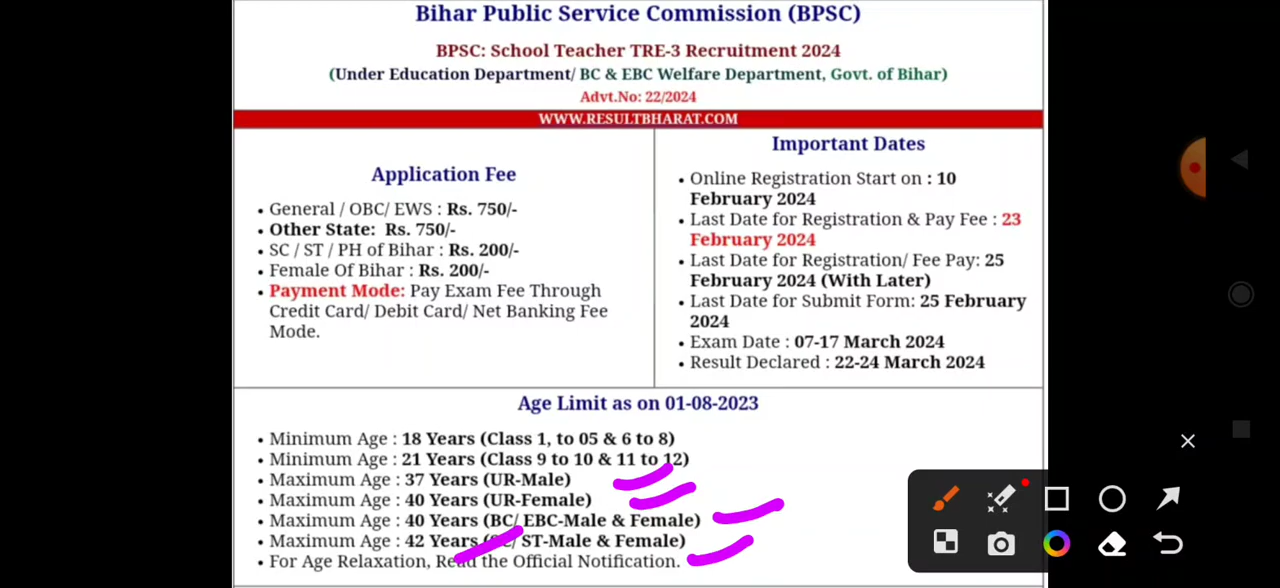 Bihar Public Service Commission (BPSC)
BPSC: School Teacher TRE-3 Recruitment 2024
(Under Education Department/ BC & EBC Welfare Department, Govt. of Bihar)
Advt.No: 22/2024
WWW.RESULTBHARAT.COM
Application Fee
• General / OBC/ EWS : Rs. 750/-
• Other State: Rs. 750/-
• SC / ST / PH of Bihar : Rs. 200/-
• Female Of Bihar : Rs. 200/-
• Payment Mode: Pay Exam Fee Through
Credit Card/ Debit Card/ Net Banking Fee
Mode.
Important Dates
• Online Registration Start on : 10
February 2024
• Last Date for Registration & Pay Fee : 23
February 2024
• Last Date for Registration/ Fee Pay: 25
February 2024 (With Later)
• Last Date for Submit Form: 25 February
2024
• Exam Date : 07-17 March 2024
• Result Declared : 22-24 March 2024
Age Limit as on 01-08-2023
• Minimum Age : 18 Years (Class 1, to 05 & 6 to 8)
• Minimum Age : 21 Years (Class 9 to 10 & 11 to 12)
• Maximum Age : 37 Years (UR-Male)
• Maximum Age : 40 Years (UR-Female)
• Maximum Age : 40 Years (BC/ EBC-Male & Female)
• Maximum Age : 42 Years ST-Male & Female)
• For Age Relaxation, Read the Official Notification.